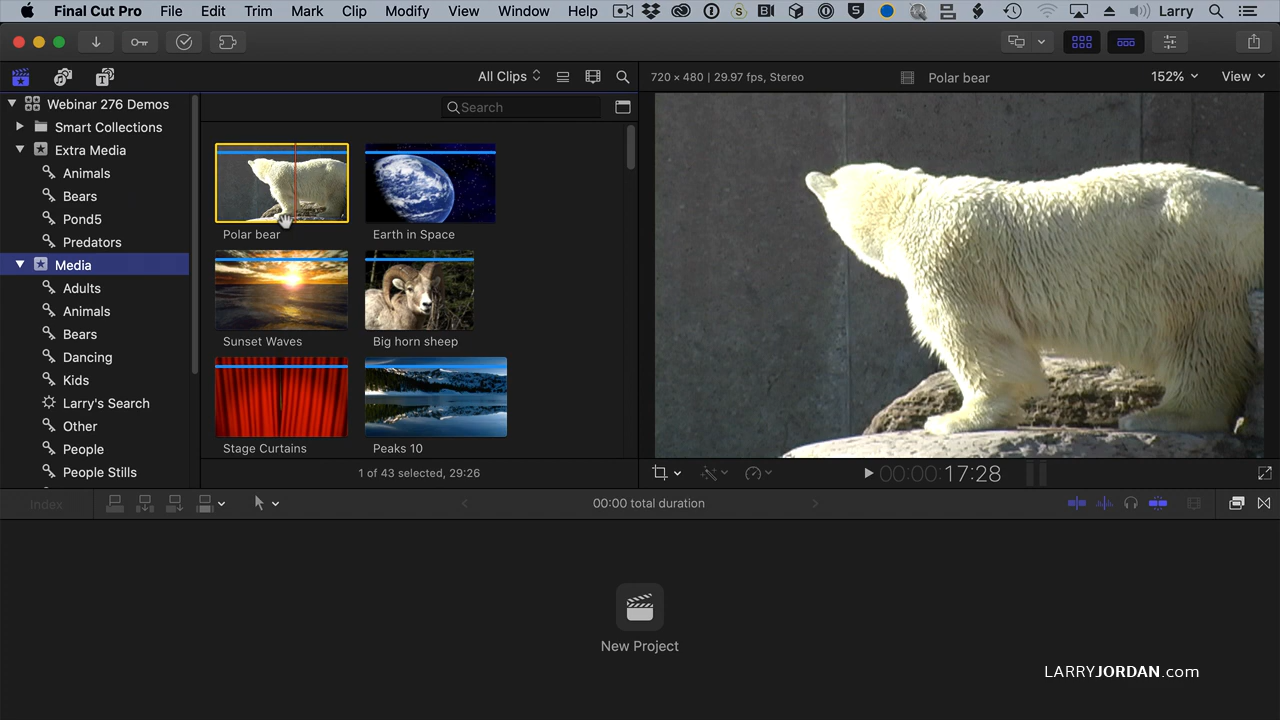 Final Cut Pro File Edit Trim Mark Clip Modify View Window Help Larry
All Clips
720 × 480 | 29.97 fps, Stereo
Polar bear
152%
View
Webinar 276 Demos
Smart Collections
Extra Media
Animals
Bears
Pond5
Predators
Media
Adults
Animals
Bears
Dancing
Kids
Larry's Search
Other
People
People Stills
Search
Polar bear
Earth in Space
Sunset Waves
Big horn sheep
Stage Curtains
Peaks 10
1 of 43 selected, 29:26
00:00:17:28
Index
00:00 total duration
New Project
LARRYJORDAN.com